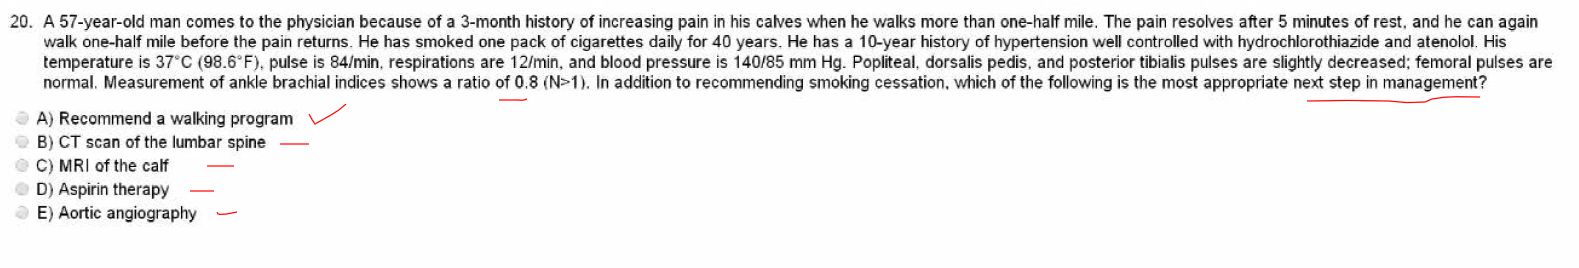 20. A 57-year-old man comes to the physician because of a 3-month history of increasing pain in his calves when he walks more than one-half mile. The pain resolves after 5 minutes of rest, and he can again
walk one-half mile before the pain returns. He has smoked one pack of cigarettes daily for 40 years. He has a 10-year history of hypertension well controlled with hydrochlorothiazide and atenolol. His
temperature is 37°C (98.6°F), pulse is 84/min, respirations are 12/min, and blood pressure is 140/85 mm Hg. Popliteal, dorsalis pedis, and posterior tibialis pulses are slightly decreased; femoral pulses are
normal. Measurement of ankle brachial indices shows a ratio of 0.8 (N>1). In addition to recommending smoking cessation, which of the following is the most appropriate next step in management?
A) Recommend a walking program
B) CT scan of the lumbar spine
C) MRI of the calf
D) Aspirin therapy
E) Aortic angiography